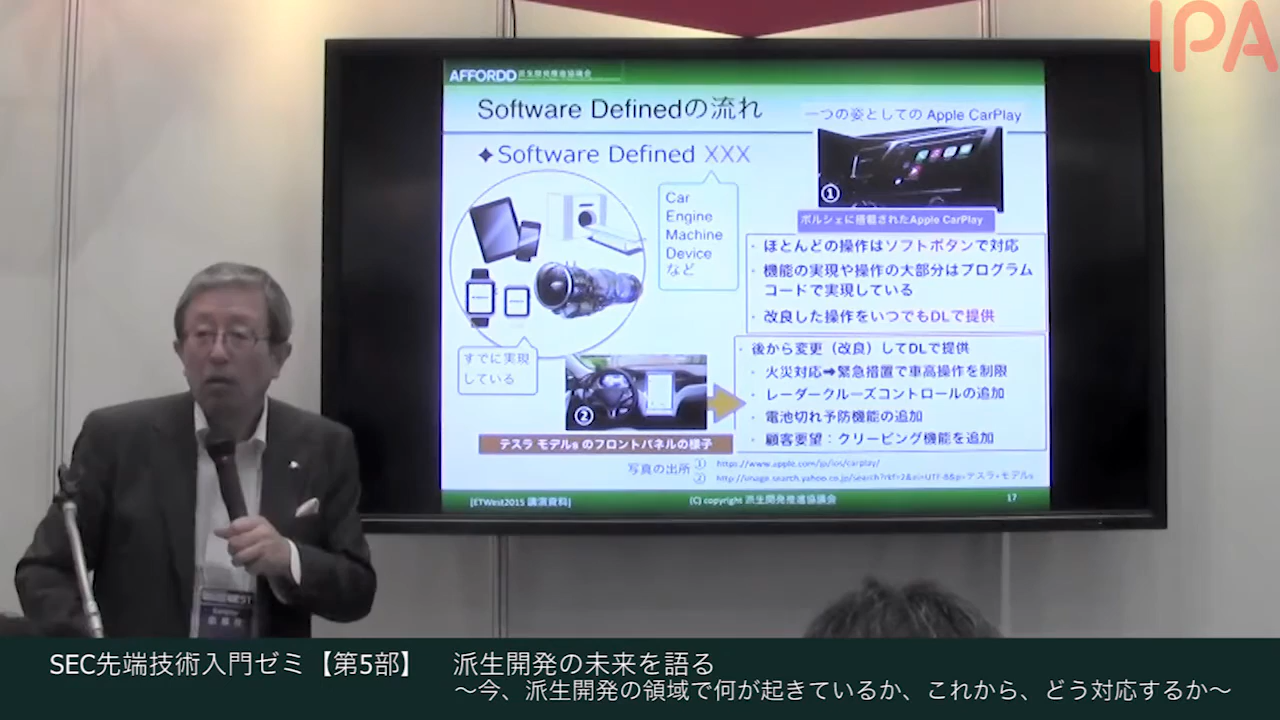 IPA
AFFORDD 派生開発推進協議会
Software Definedの流れ
一つの姿としての Apple CarPlay
Software Defined XXX
Car
Engine
Machine
Device
など
①
ポルシェに搭載されたApple CarPlay
・ ほとんどの操作はソフトボタンで対応
・ 機能の実現や操作の大部分はプログラム
コードで実現している
・ 改良した操作をいつでもDLで提供
すでに実現
している
②
テスラ モデルs のフロントパネルの様子
・ 後から変更（改良）してDLで提供
・ 火災対応➡緊急措置で車高操作を制限
・ レーダークルーズコントロールの追加
・ 電池切れ予防機能の追加
・ 顧客要望：クリーピング機能を追加
写真の出所 ① https://www.apple.com/jp/ios/carplay/
② http://image.search.yahoo.co.jp/search?
[ETWest2015 講演資料]
(C) copyright 派生開発推進協議会
17
WEST
SEC先端技術入門ゼミ【第5部】 派生開発の未来を語る
～今、派生開発の領域で何が起きているか、これから、どう対応するか～